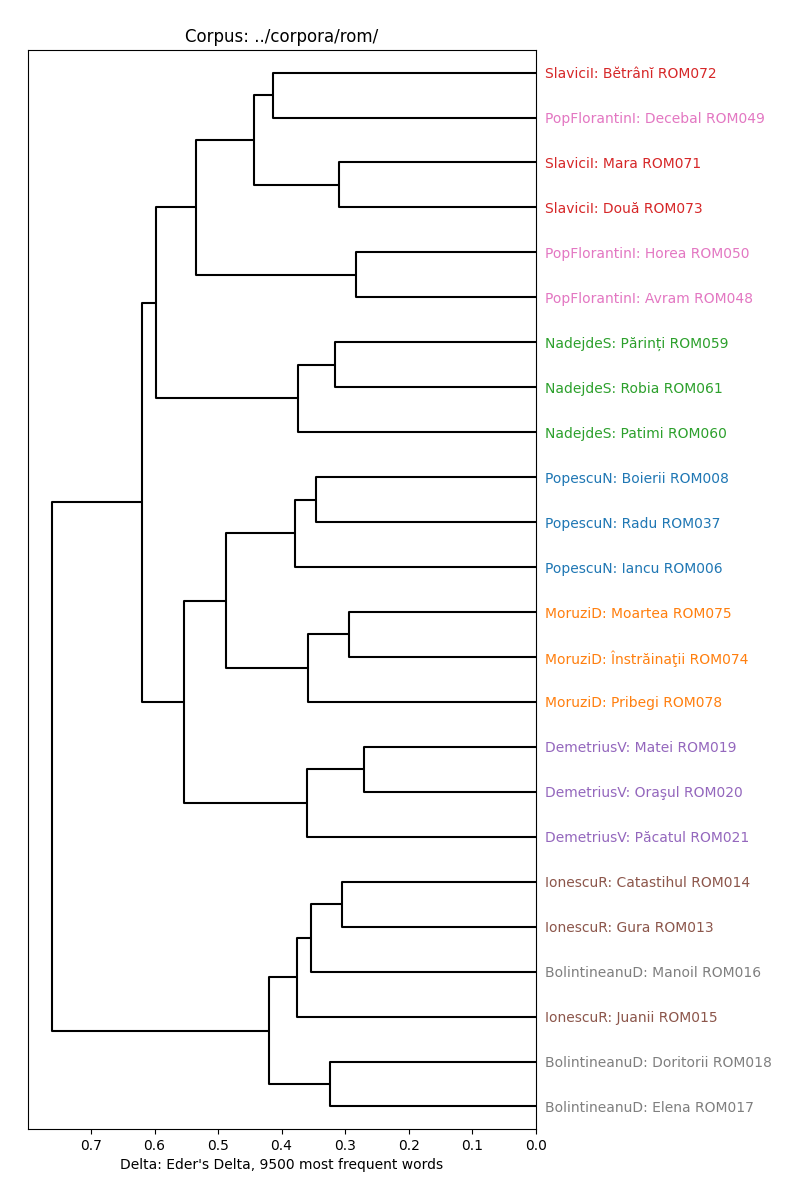 Corpus: ../corpora/rom/
SlaviciI: Bĕtrânĭ ROM072
PopFlorantinI: Decebal ROM049
SlaviciI: Mara ROM071
SlaviciI: Două ROM073
PopFlorantinI: Horea ROM050
PopFlorantinI: Avram ROM048
NadejdeS: Părinți ROM059
NadejdeS: Robia ROM061
NadejdeS: Patimi ROM060
PopescuN: Boierii ROM008
PopescuN: Radu ROM037
PopescuN: Iancu ROM006
MoruziD: Moartea ROM075
MoruziD: Înstrăinaţii ROM074
MoruziD: Pribegi ROM078
DemetriusV: Matei ROM019
DemetriusV: Oraşul ROM020
DemetriusV: Păcatul ROM021
IonescuR: Catastihul ROM014
IonescuR: Gura ROM013
BolintineanuD: Manoil ROM016
IonescuR: Juanii ROM015
BolintineanuD: Doritorii ROM018
BolintineanuD: Elena ROM017
0.7 0.6 0.5 0.4 0.3 0.2 0.1 0.0
Delta: Eder's Delta, 9500 most frequent words